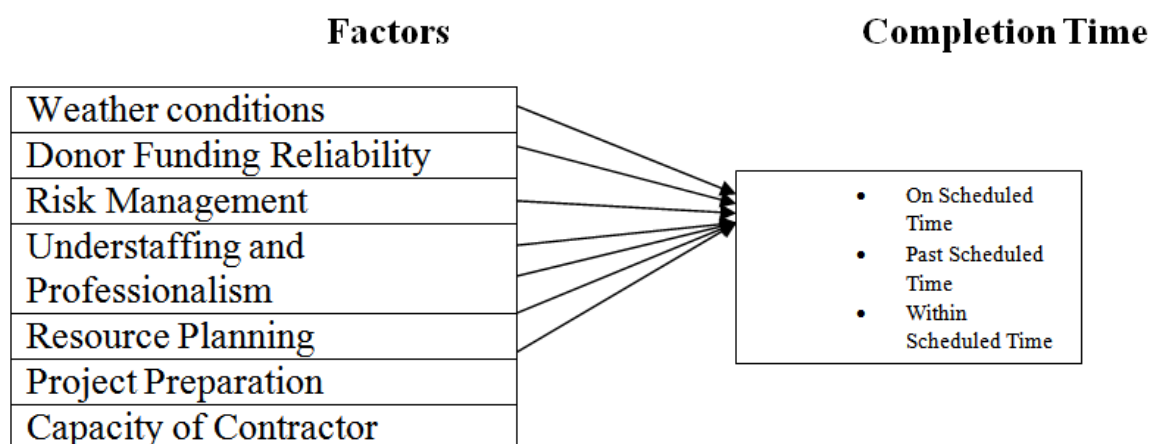 Factors
Completion Time
Weather conditions
Donor Funding Reliability
Risk Management
Understaffing and
Professionalism
Resource Planning
Project Preparation
Capacity of Contractor
• On Scheduled
Time
• Past Scheduled
Time
• Within
Scheduled Time